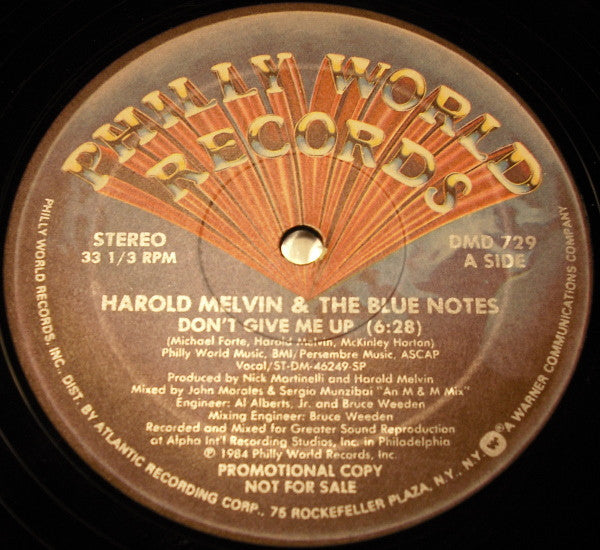 PHILLY WORLD
RECORDS
STEREO
33 1/3 RPM
DMD 729
A SIDE
HAROLD MELVIN & THE BLUE NOTES
DON'T GIVE ME UP (6:28)
(Michael Forte, Harold Melvin, McKinley Horton)
Philly World Music, BMI/Persembre Music, ASCAP
Vocal/ST-DM-46249-SP
Produced by Nick Martinelli and Harold Melvin
Mixed by John Morales & Sergio Munzibai "An M & M Mix"
Engineer: Al Alberts, Jr. and Bruce Weeden
Mixing Engineer: Bruce Weeden
Recorded and Mixed for Greater Sound Reproduction
at Alpha Int'l Recording Studios, Inc. in Philadelphia
℗ 1984 Philly World Records, Inc.
PROMOTIONAL COPY
NOT FOR SALE
PHILLY WORLD RECORDS, INC. DIST. BY ATLANTIC RECORDING CORP., 75 ROCKEFELLER PLAZA, N.Y., N.Y. W A WARNER COMMUNICATIONS COMPANY